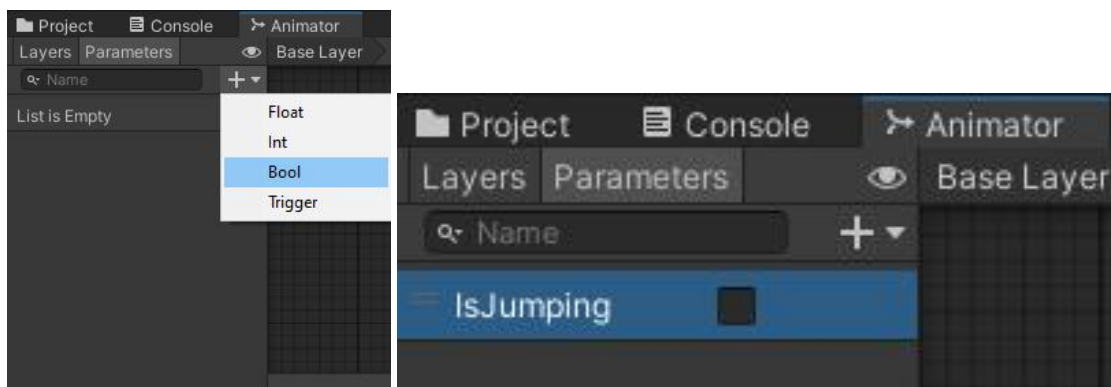 Project Console Animator
Layers Parameters Base Layer
Name
List is Empty
Float
Int
Bool
Trigger
Project Console Animator
Layers Parameters Base Layer
Name
IsJumping